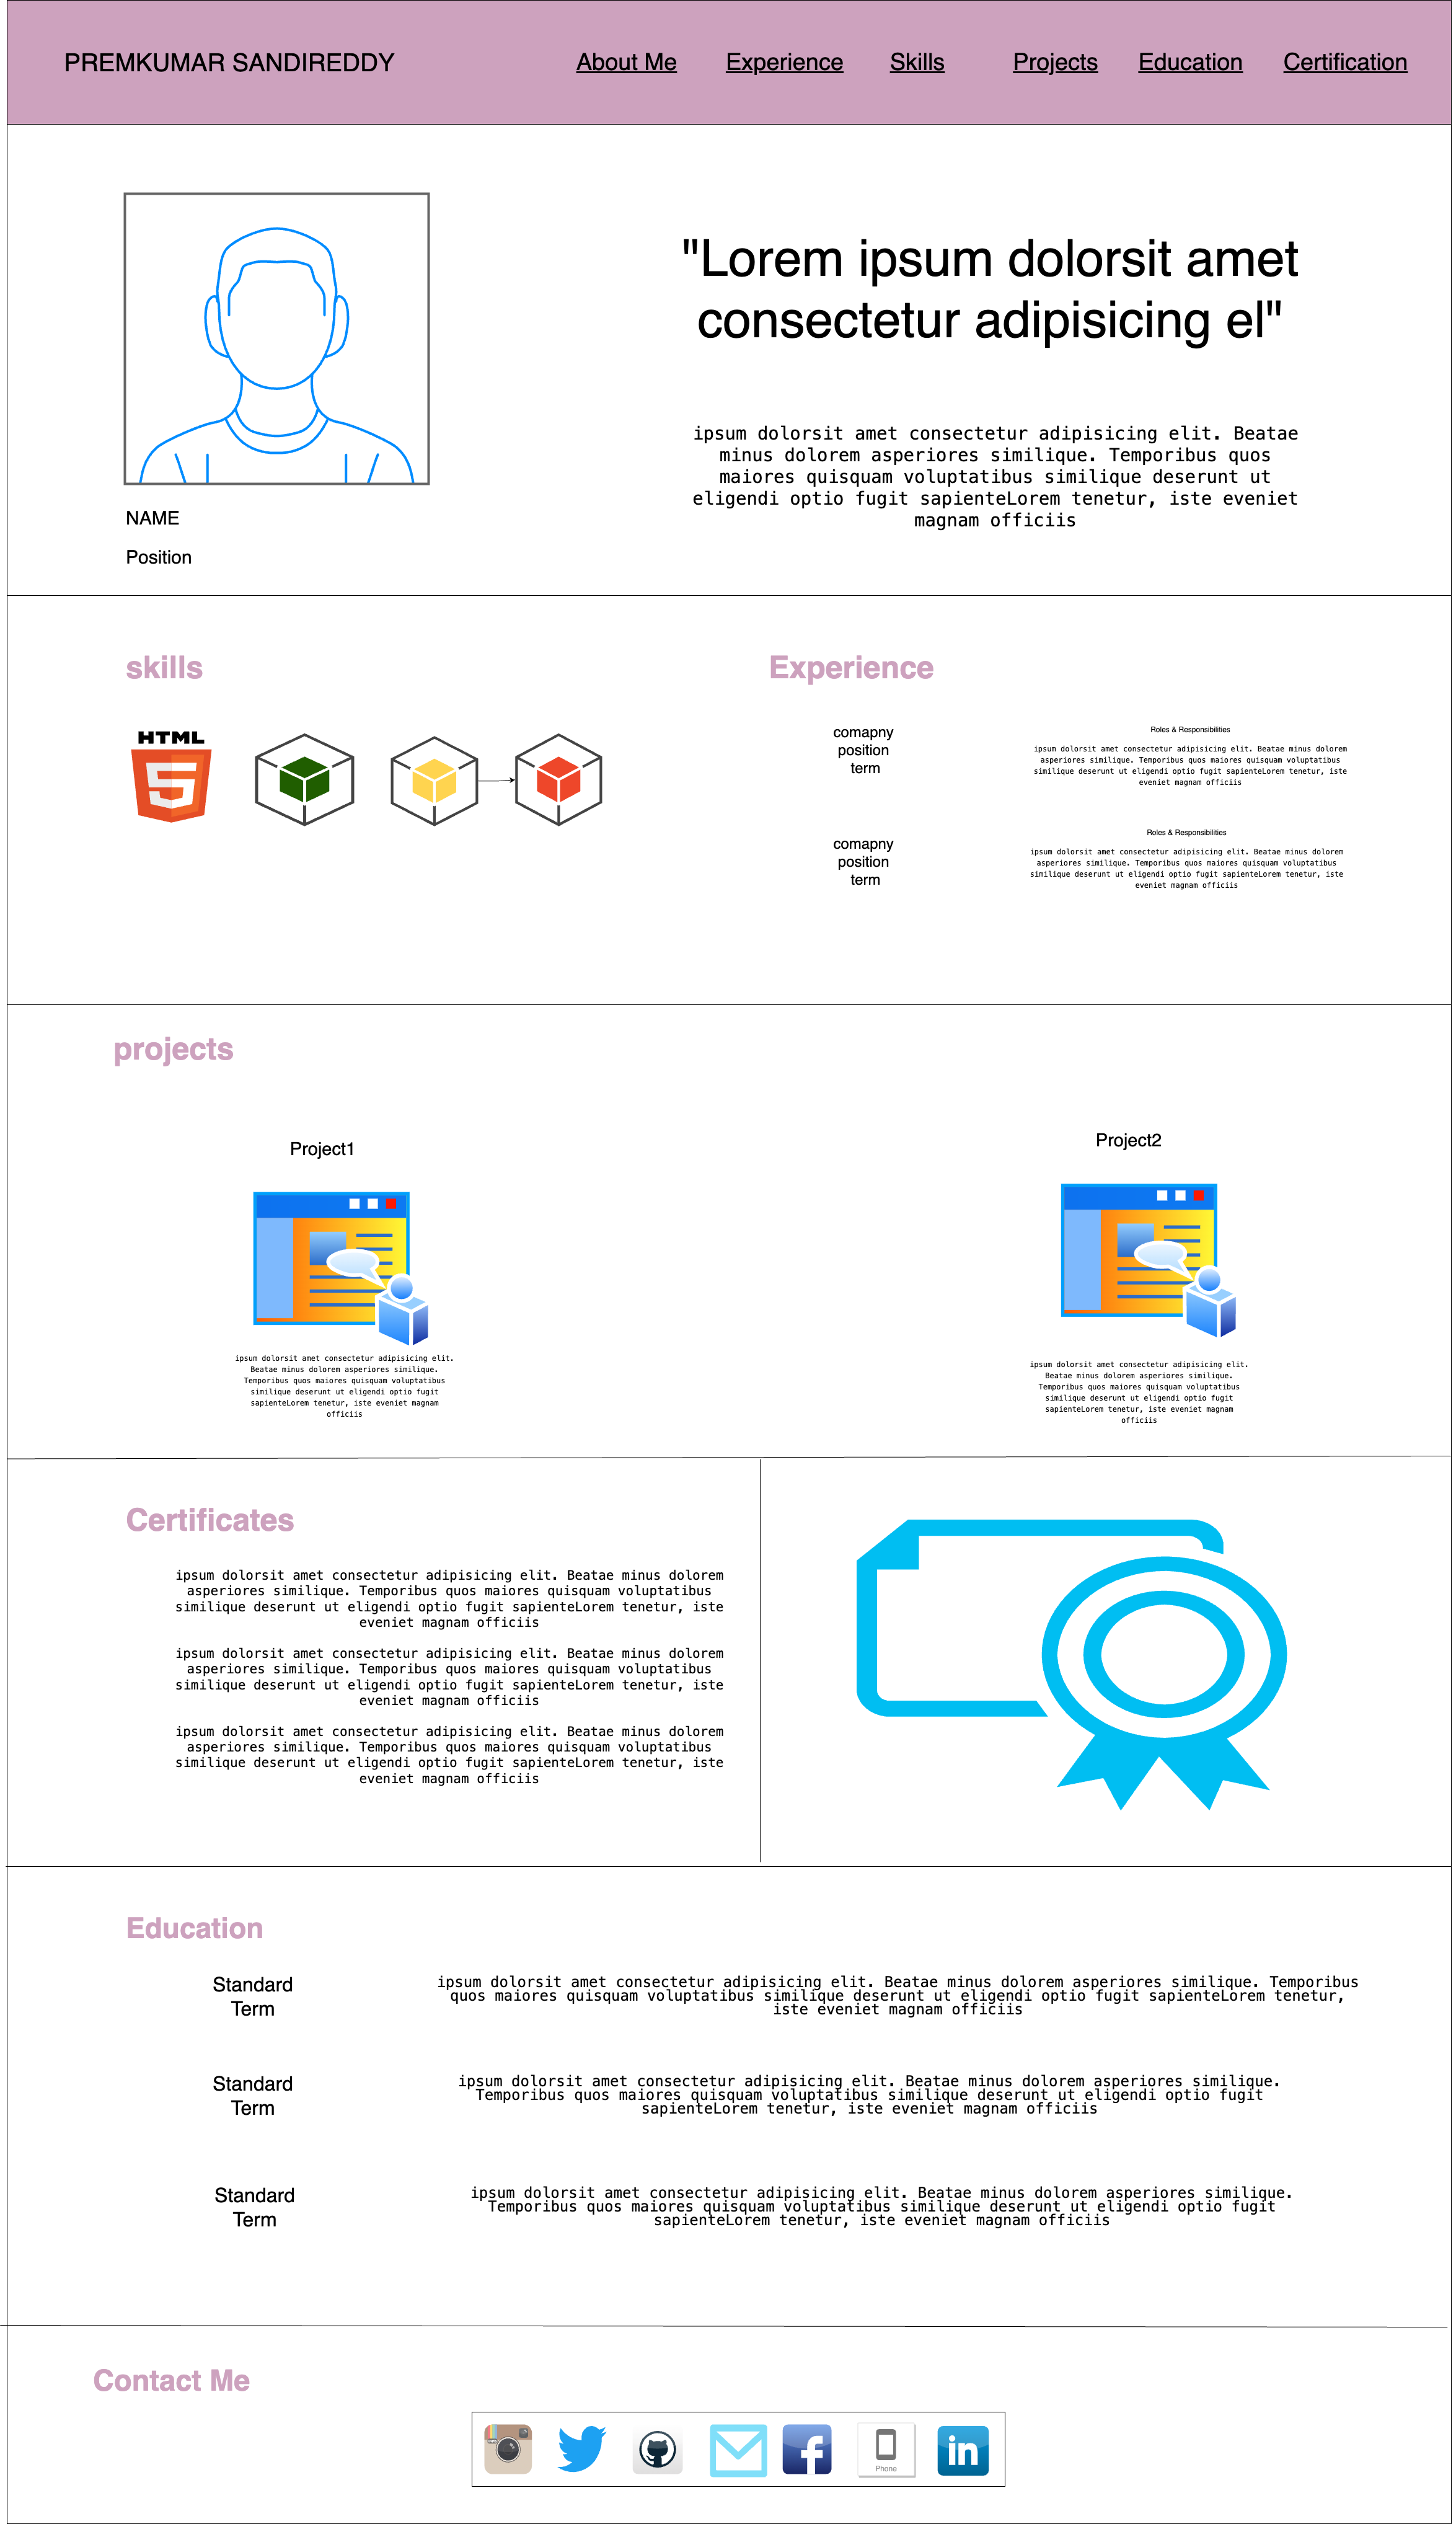 PREMKUMAR SANDIREDDY
About Me
Experience
Skills
Projects
Education
Certification
"Lorem ipsum dolorsit amet
consectetur adipisicing el"
ipsum dolorsit amet consectetur adipisicing elit. Beatae
minus dolorem asperiores similique. Temporibus quos
maiores quisquam voluptatibus similique deserunt ut
eligendi optio fugit sapienteLorem tenetur, iste eveniet
magnam officiis
NAME
Position
skills
HTML
5
Experience
comapny
position
term
Roles & Responsibilities
ipsum dolorsit amet consectetur adipisicing elit. Beatae minus dolorem
asperiores similique. Temporibus quos maiores quisquam voluptatibus
similique deserunt ut eligendi optio fugit sapienteLorem tenetur, iste
eveniet magnam officiis
comapny
position
term
Roles & Responsibilities
ipsum dolorsit amet consectetur adipisicing elit. Beatae minus dolorem
asperiores similique. Temporibus quos maiores quisquam voluptatibus
similique deserunt ut eligendi optio fugit sapienteLorem tenetur, iste
eveniet magnam officiis
projects
Project1
ipsum dolorsit amet consectetur adipisicing elit.
Beatae minus dolorem asperiores similique.
Temporibus quos maiores quisquam voluptatibus
similique deserunt ut eligendi optio fugit
sapienteLorem tenetur, iste eveniet magnam
officiis
Project2
ipsum dolorsit amet consectetur adipisicing elit.
Beatae minus dolorem asperiores similique.
Temporibus quos maiores quisquam voluptatibus
similique deserunt ut eligendi optio fugit
sapienteLorem tenetur, iste eveniet magnam
officiis
Certificates
ipsum dolorsit amet consectetur adipisicing elit. Beatae minus dolorem
asperiores similique. Temporibus quos maiores quisquam voluptatibus
similique deserunt ut eligendi optio fugit sapienteLorem tenetur, iste
eveniet magnam officiis
ipsum dolorsit amet consectetur adipisicing elit. Beatae minus dolorem
asperiores similique. Temporibus quos maiores quisquam voluptatibus
similique deserunt ut eligendi optio fugit sapienteLorem tenetur, iste
eveniet magnam officiis
ipsum dolorsit amet consectetur adipisicing elit. Beatae minus dolorem
asperiores similique. Temporibus quos maiores quisquam voluptatibus
similique deserunt ut eligendi optio fugit sapienteLorem tenetur, iste
eveniet magnam officiis
Education
Standard
Term
ipsum dolorsit amet consectetur adipisicing elit. Beatae minus dolorem asperiores similique. Temporibus
quos maiores quisquam voluptatibus similique deserunt ut eligendi optio fugit sapienteLorem tenetur,
iste eveniet magnam officiis
Standard
Term
ipsum dolorsit amet consectetur adipisicing elit. Beatae minus dolorem asperiores similique.
Temporibus quos maiores quisquam voluptatibus similique deserunt ut eligendi optio fugit
sapienteLorem tenetur, iste eveniet magnam officiis
Standard
Term
ipsum dolorsit amet consectetur adipisicing elit. Beatae minus dolorem asperiores similique.
Temporibus quos maiores quisquam voluptatibus similique deserunt ut eligendi optio fugit
sapienteLorem tenetur, iste eveniet magnam officiis
Contact Me
f
Phone
in